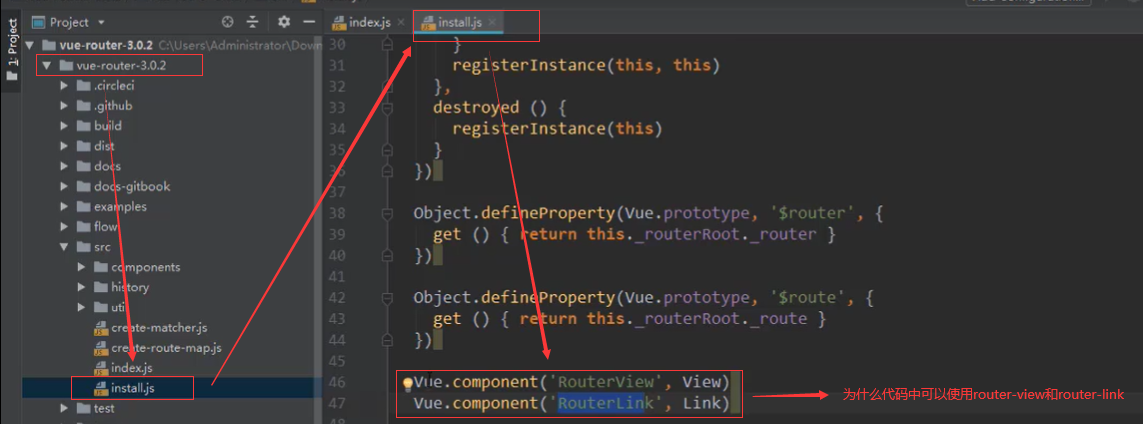 Project
index.js
install.js
1: Project
vue-router-3.0.2 C:\Users\Administrator\Dow
vue-router-3.0.2
.circleci
.github
build
dist
docs
docs-gitbook
examples
flow
src
components
history
util
create-matcher.js
create-route-map.js
index.js
install.js
test
30 }
31 registerInstance(this, this)
32 },
33 destroyed () {
34 registerInstance(this)
35 }
36 })
37
38 Object.defineProperty(Vue.prototype, '$router', {
39 get () { return this._routerRoot._router }
40 })
41
42 Object.defineProperty(Vue.prototype, '$route', {
43 get () { return this._routerRoot._route }
44 })
45
46 Vue.component('RouterView', View)
47 Vue.component('RouterLink', Link)
为什么代码中可以使用router-view和router-link